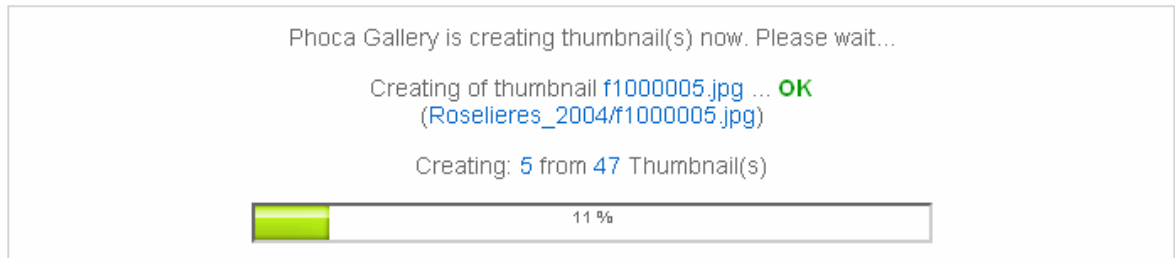 Phoca Gallery is creating thumbnail(s) now. Please wait...
Creating of thumbnail f1000005.jpg ... OK
(Roselieres_2004/f1000005.jpg)
Creating: 5 from 47 Thumbnail(s)
11 %